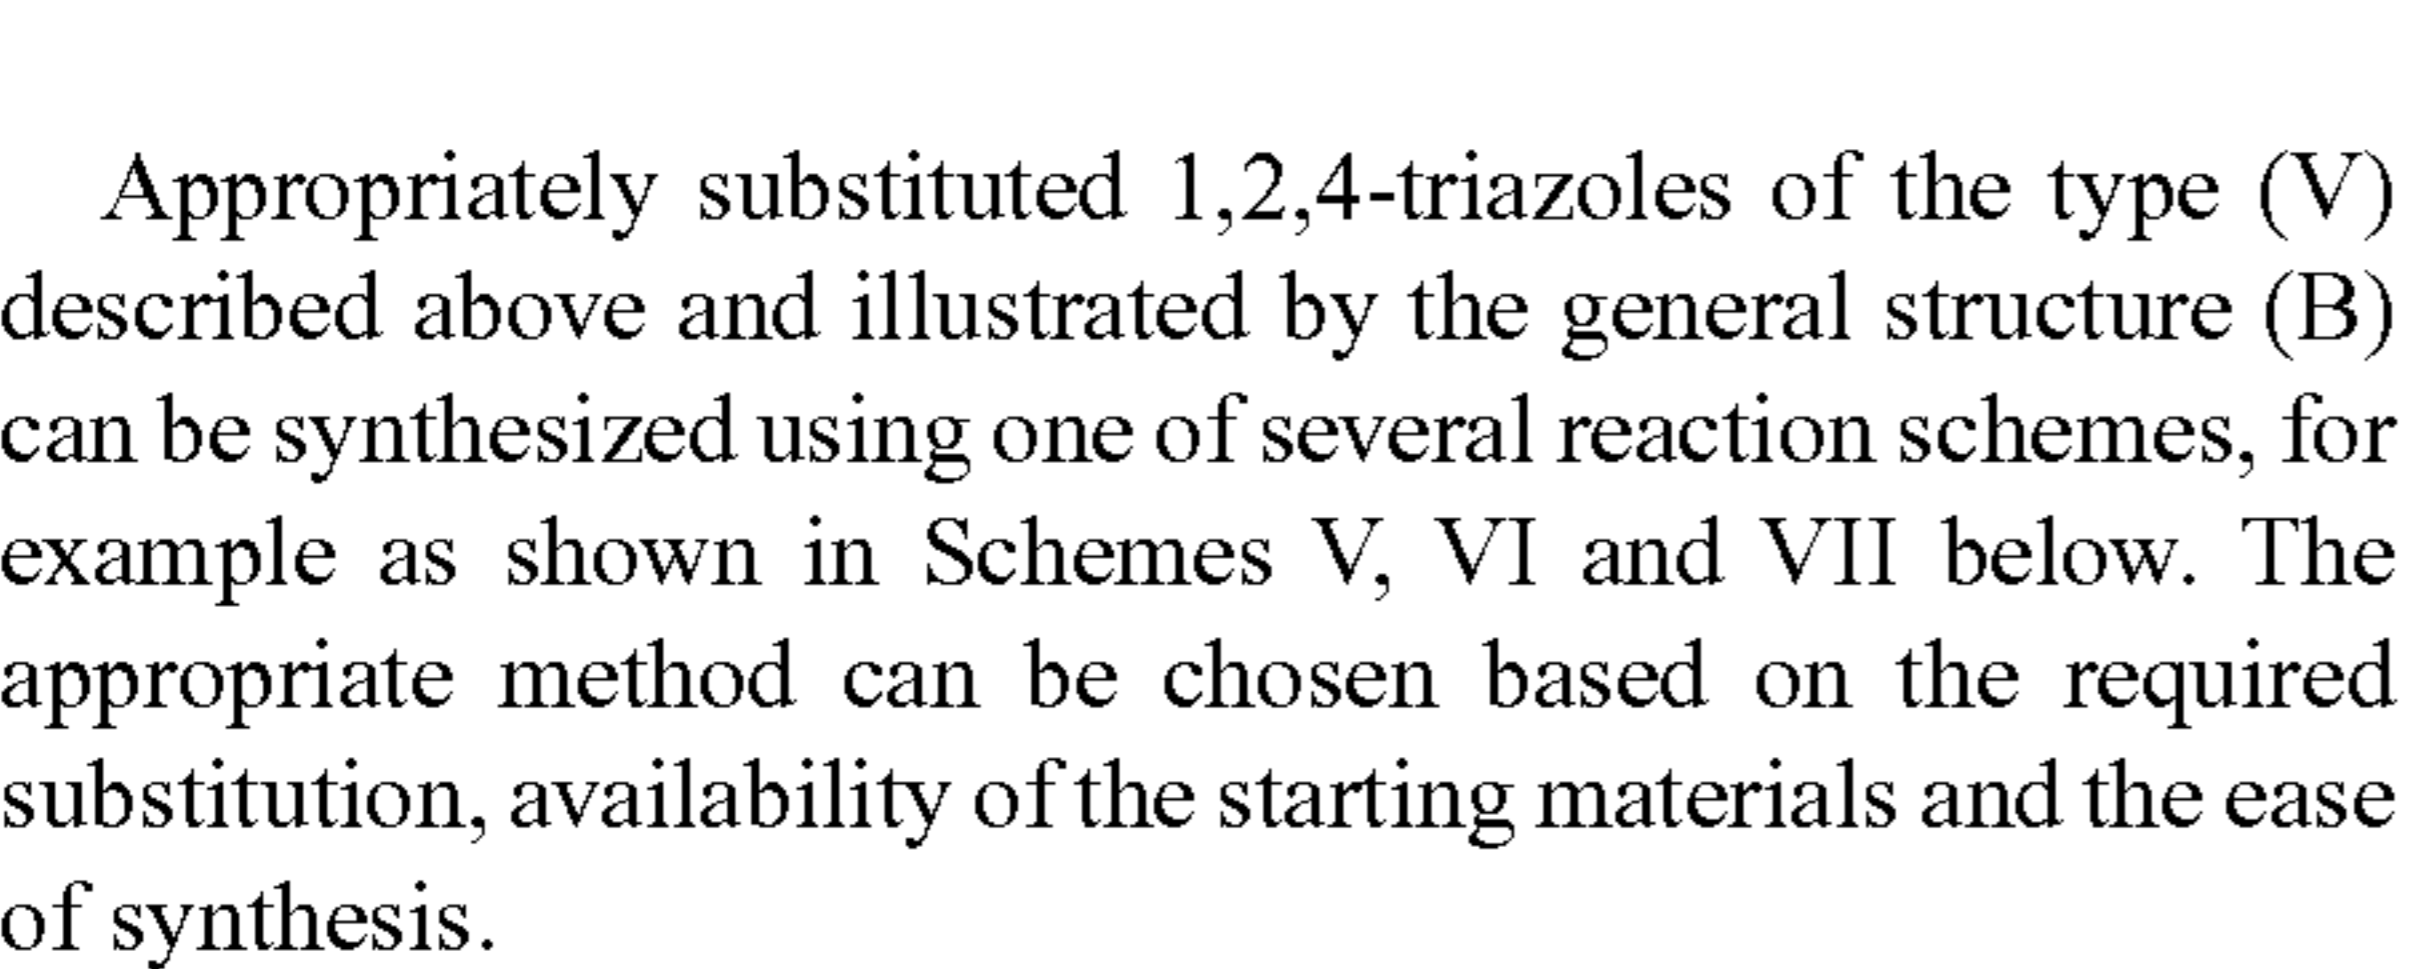 Appropriately substituted 1,2,4-triazoles of the type (V)
described above and illustrated by the general structure (B)
can be synthesized using one of several reaction schemes, for
example as shown in Schemes V, VI and VII below. The
appropriate method can be chosen based on the required
substitution, availability of the starting materials and the ease
of synthesis.